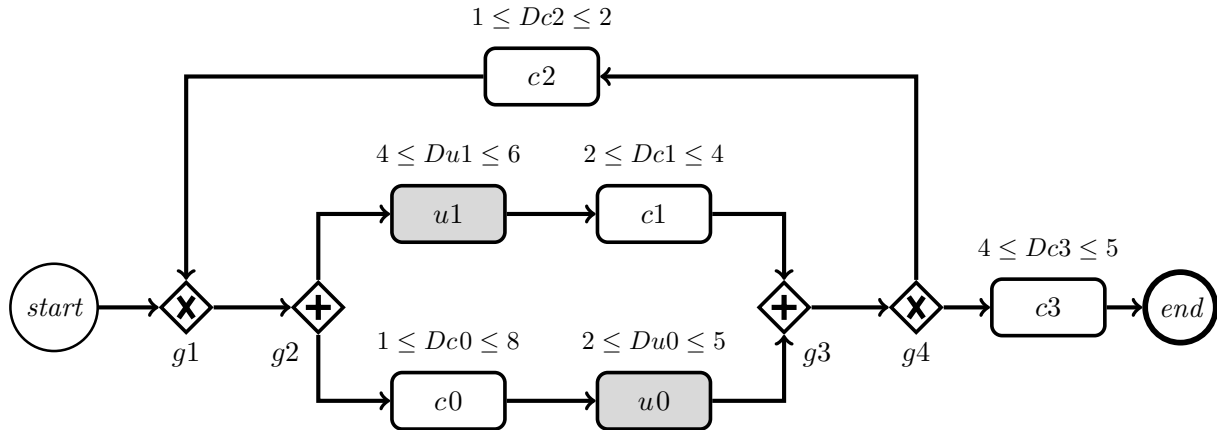 1 ≤ Dc2 ≤ 2
c2
4 ≤ Du1 ≤ 6
2 ≤ Dc1 ≤ 4
u1
c1
4 ≤ Dc3 ≤ 5
start
c3
end
g1
g2
1 ≤ Dc0 ≤ 8
2 ≤ Du0 ≤ 5
g3
g4
c0
u0